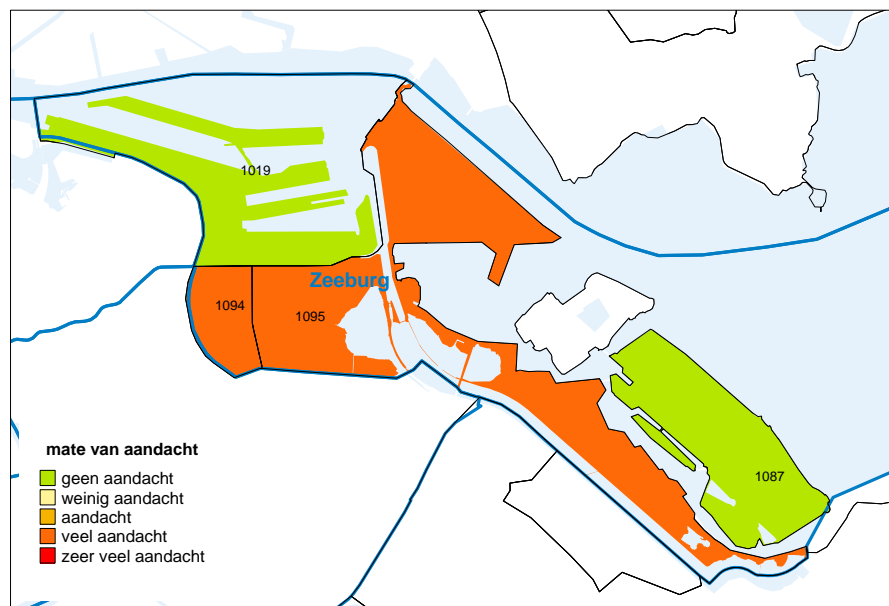 1019
Zeeburg
1094
1095
1087
mate van aandacht
geen aandacht
weinig aandacht
aandacht
veel aandacht
zeer veel aandacht